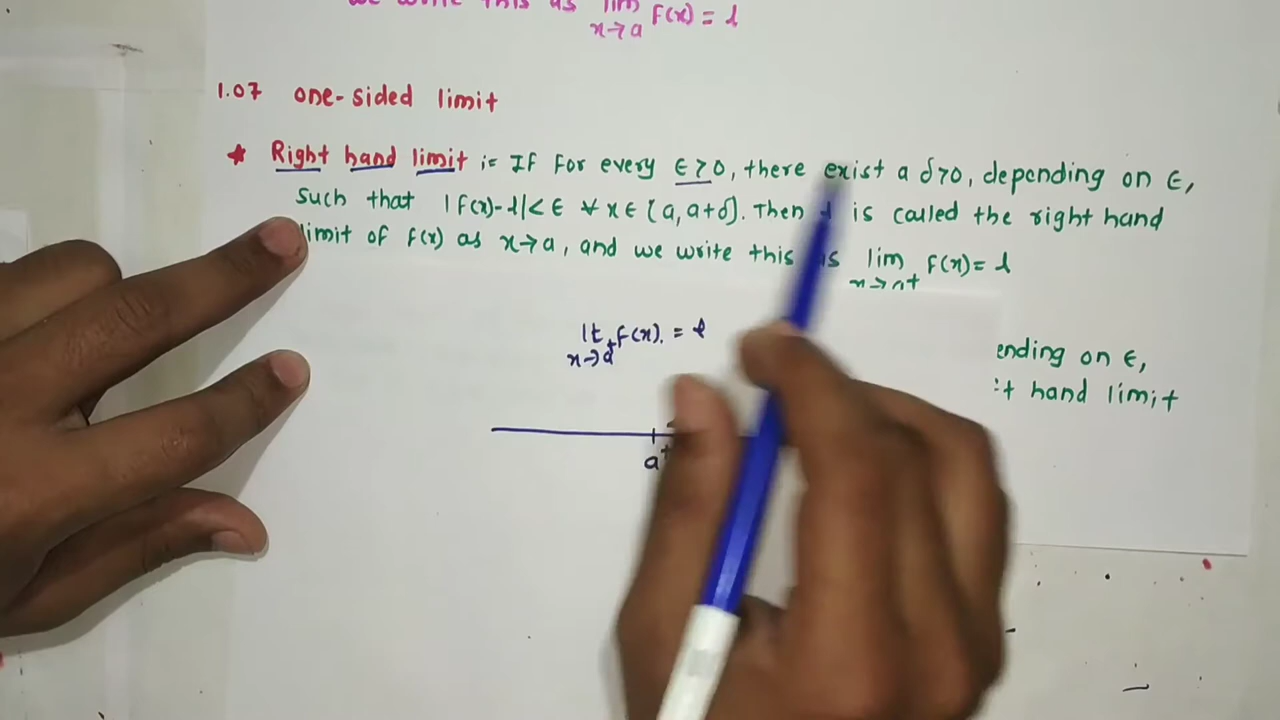 we write this as lim f(x) = l
x→a
1.07 one-sided limit
* Right hand limit := If for every ϵ>0, there exist a δ>0, depending on ϵ,
Such that |f(x)-l|<ϵ ∀ x∈(a, a+δ). Then l is called the right hand
limit of f(x) as x→a, and we write this as lim f(x)= l
x→a+
lt f(x). = l
x→a+
ending on ϵ,
t hand limit
a+